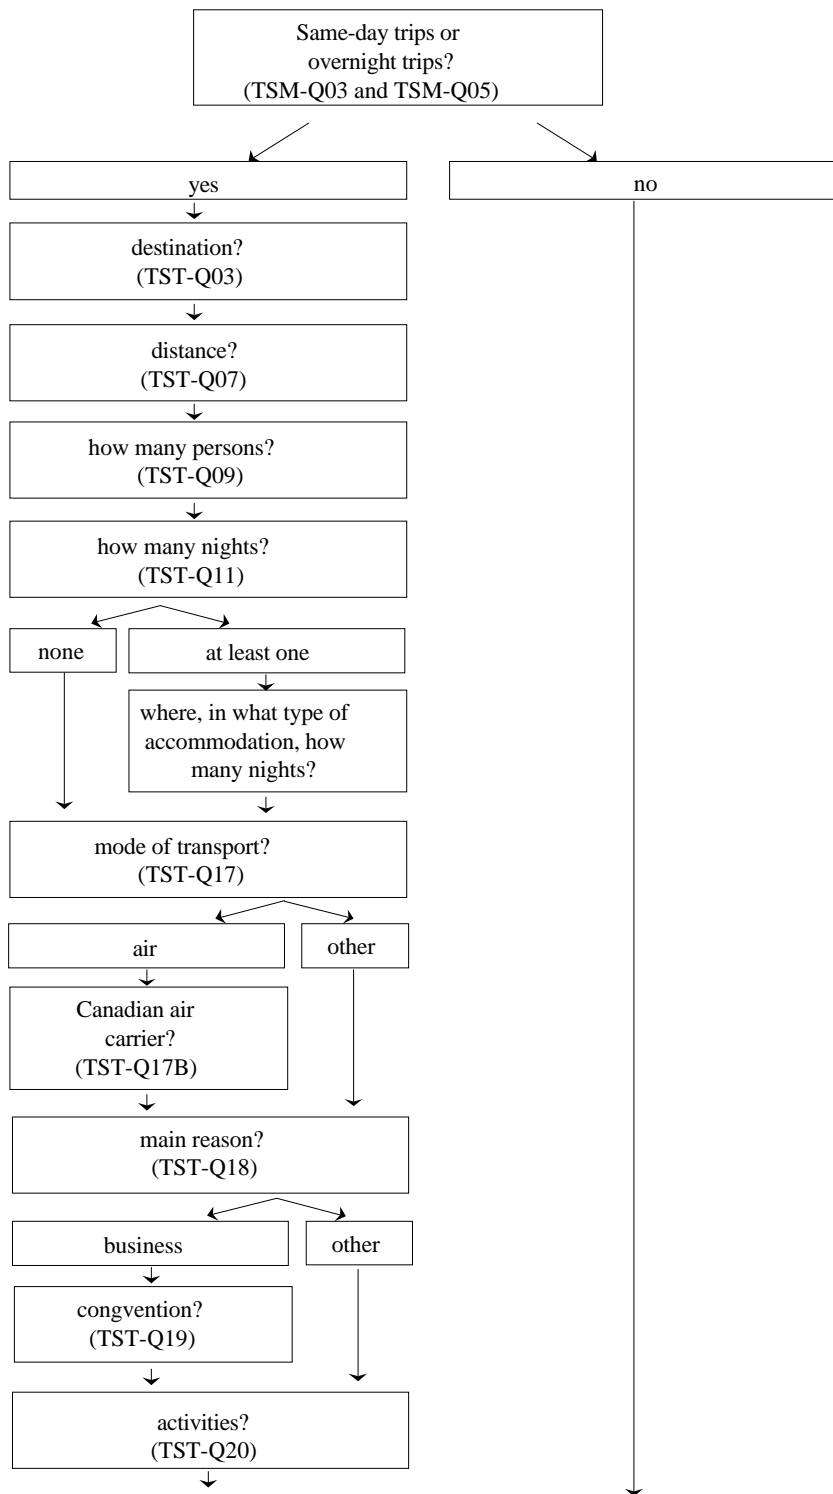 Same-day trips or
overnight trips?
(TSM-Q03 and TSM-Q05)
yes
no
destination?
(TST-Q03)
distance?
(TST-Q07)
how many persons?
(TST-Q09)
how many nights?
(TST-Q11)
none
at least one
where, in what type of
accommodation, how
many nights?
mode of transport?
(TST-Q17)
air
other
Canadian air
carrier?
(TST-Q17B)
main reason?
(TST-Q18)
business
other
congvention?
(TST-Q19)
activities?
(TST-Q20)